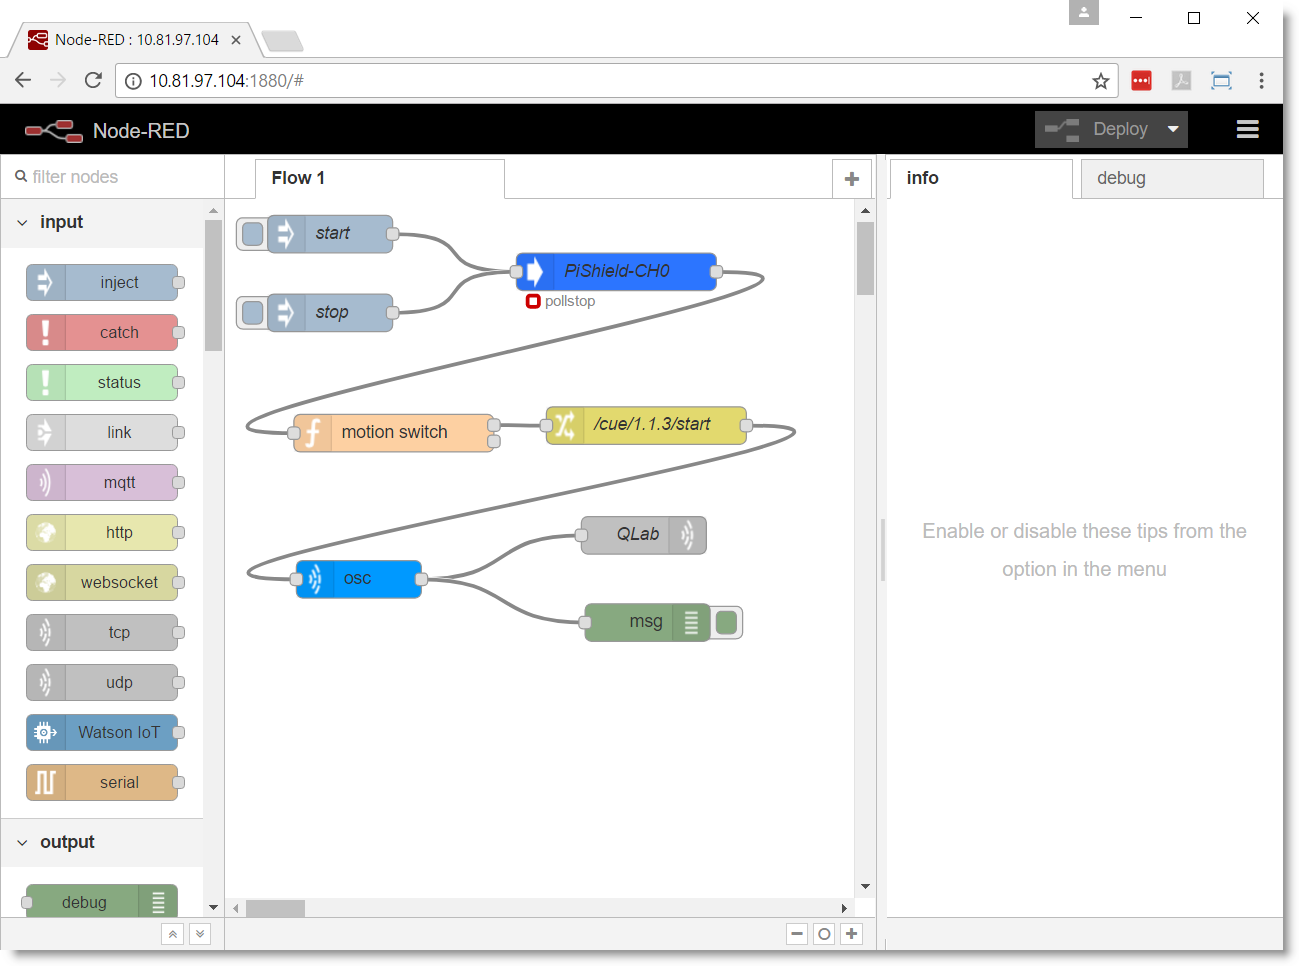 Node-RED : 10.81.97.104
10.81.97.104:1880/#
Node-RED
Deploy
filter nodes
Flow 1
info
debug
input
inject
catch
status
link
mqtt
http
websocket
tcp
udp
Watson IoT
serial
output
debug
start
stop
PiShield-CH0
pollstop
motion switch
/cue/1.1.3/start
osc
QLab
msg
Enable or disable these tips from the
option in the menu